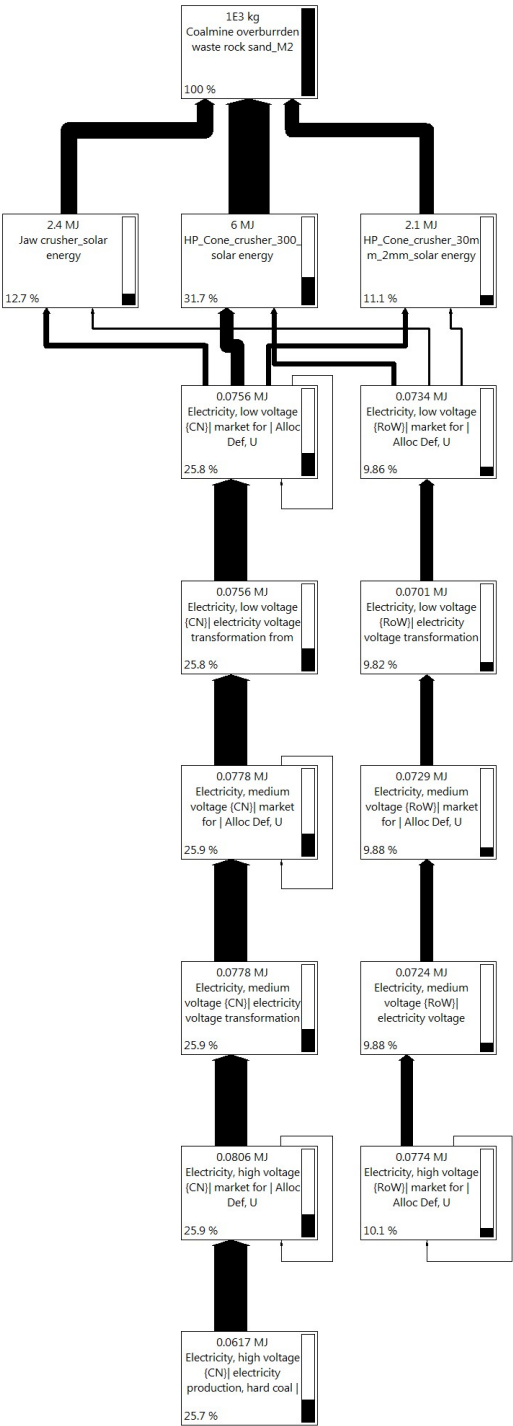 1E3 kg
Coalmine overburrden
waste rock sand_M2
100 %
2.4 MJ
Jaw crusher_solar
energy
12.7 %
6 MJ
HP_Cone_crusher_300_
solar energy
31.7 %
2.1 MJ
HP_Cone_crusher_30m
m_2mm_solar energy
11.1 %
0.0756 MJ
Electricity, low voltage
{CN}| market for | Alloc
Def, U
25.8 %
0.0734 MJ
Electricity, low voltage
{RoW}| market for |
Alloc Def, U
9.86 %
0.0756 MJ
Electricity, low voltage
{CN}| electricity voltage
transformation from
25.8 %
0.0701 MJ
Electricity, low voltage
{RoW}| electricity
voltage transformation
9.82 %
0.0778 MJ
Electricity, medium
voltage {CN}| market
for | Alloc Def, U
25.9 %
0.0729 MJ
Electricity, medium
voltage {RoW}| market
for | Alloc Def, U
9.88 %
0.0778 MJ
Electricity, medium
voltage {CN}| electricity
voltage transformation
25.9 %
0.0724 MJ
Electricity, medium
voltage {RoW}|
electricity voltage
9.88 %
0.0806 MJ
Electricity, high voltage
{CN}| market for | Alloc
Def, U
25.9 %
0.0774 MJ
Electricity, high voltage
{RoW}| market for |
Alloc Def, U
10.1 %
0.0617 MJ
Electricity, high voltage
{CN}| electricity
production, hard coal |
25.7 %